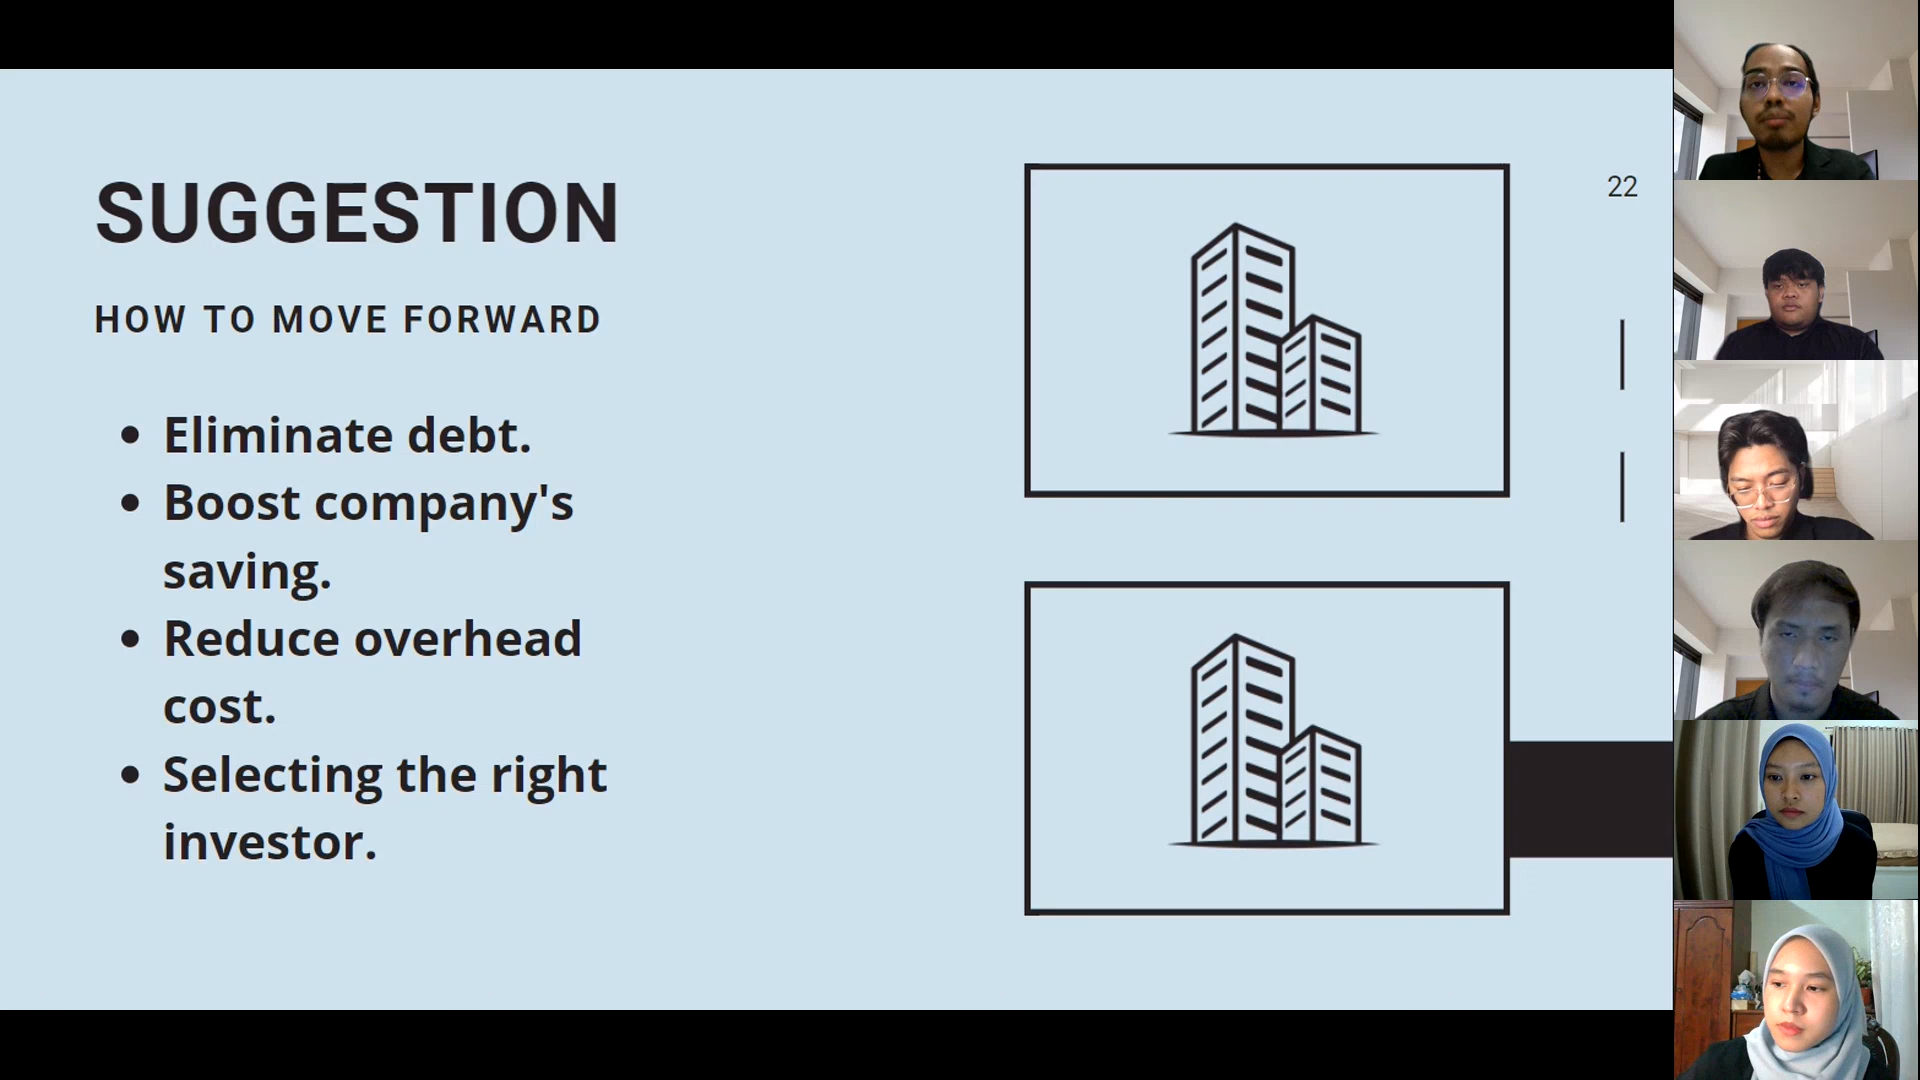 SUGGESTION
22
HOW TO MOVE FORWARD
• Eliminate debt.
• Boost company's
saving.
• Reduce overhead
cost.
• Selecting the right
investor.